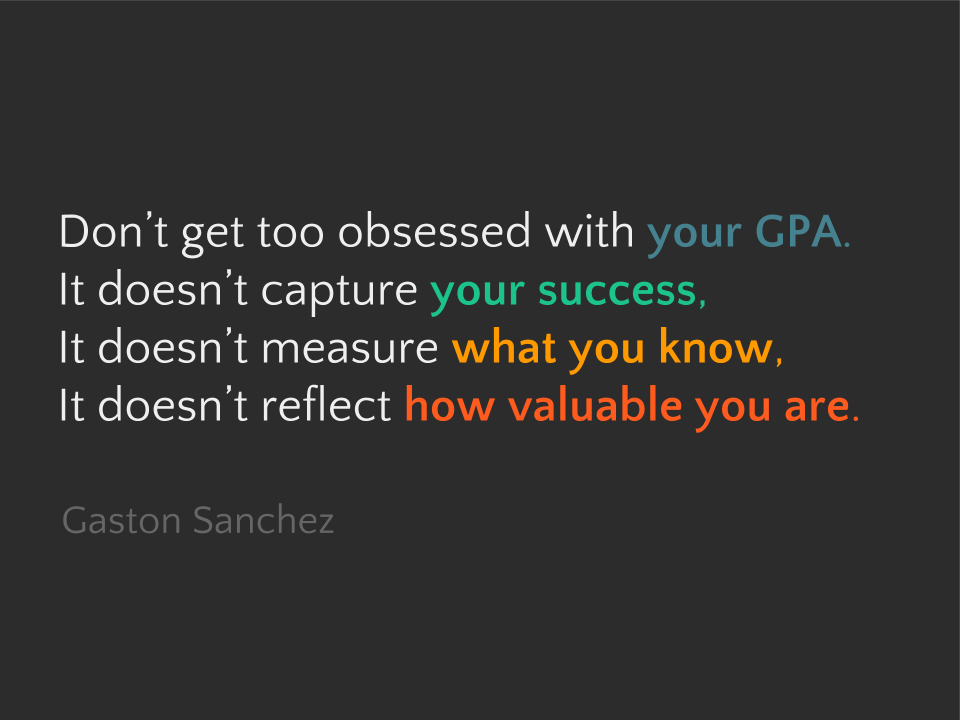 Don’t get too obsessed with your GPA.
It doesn’t capture your success,
It doesn’t measure what you know,
It doesn’t reflect how valuable you are.
Gaston Sanchez